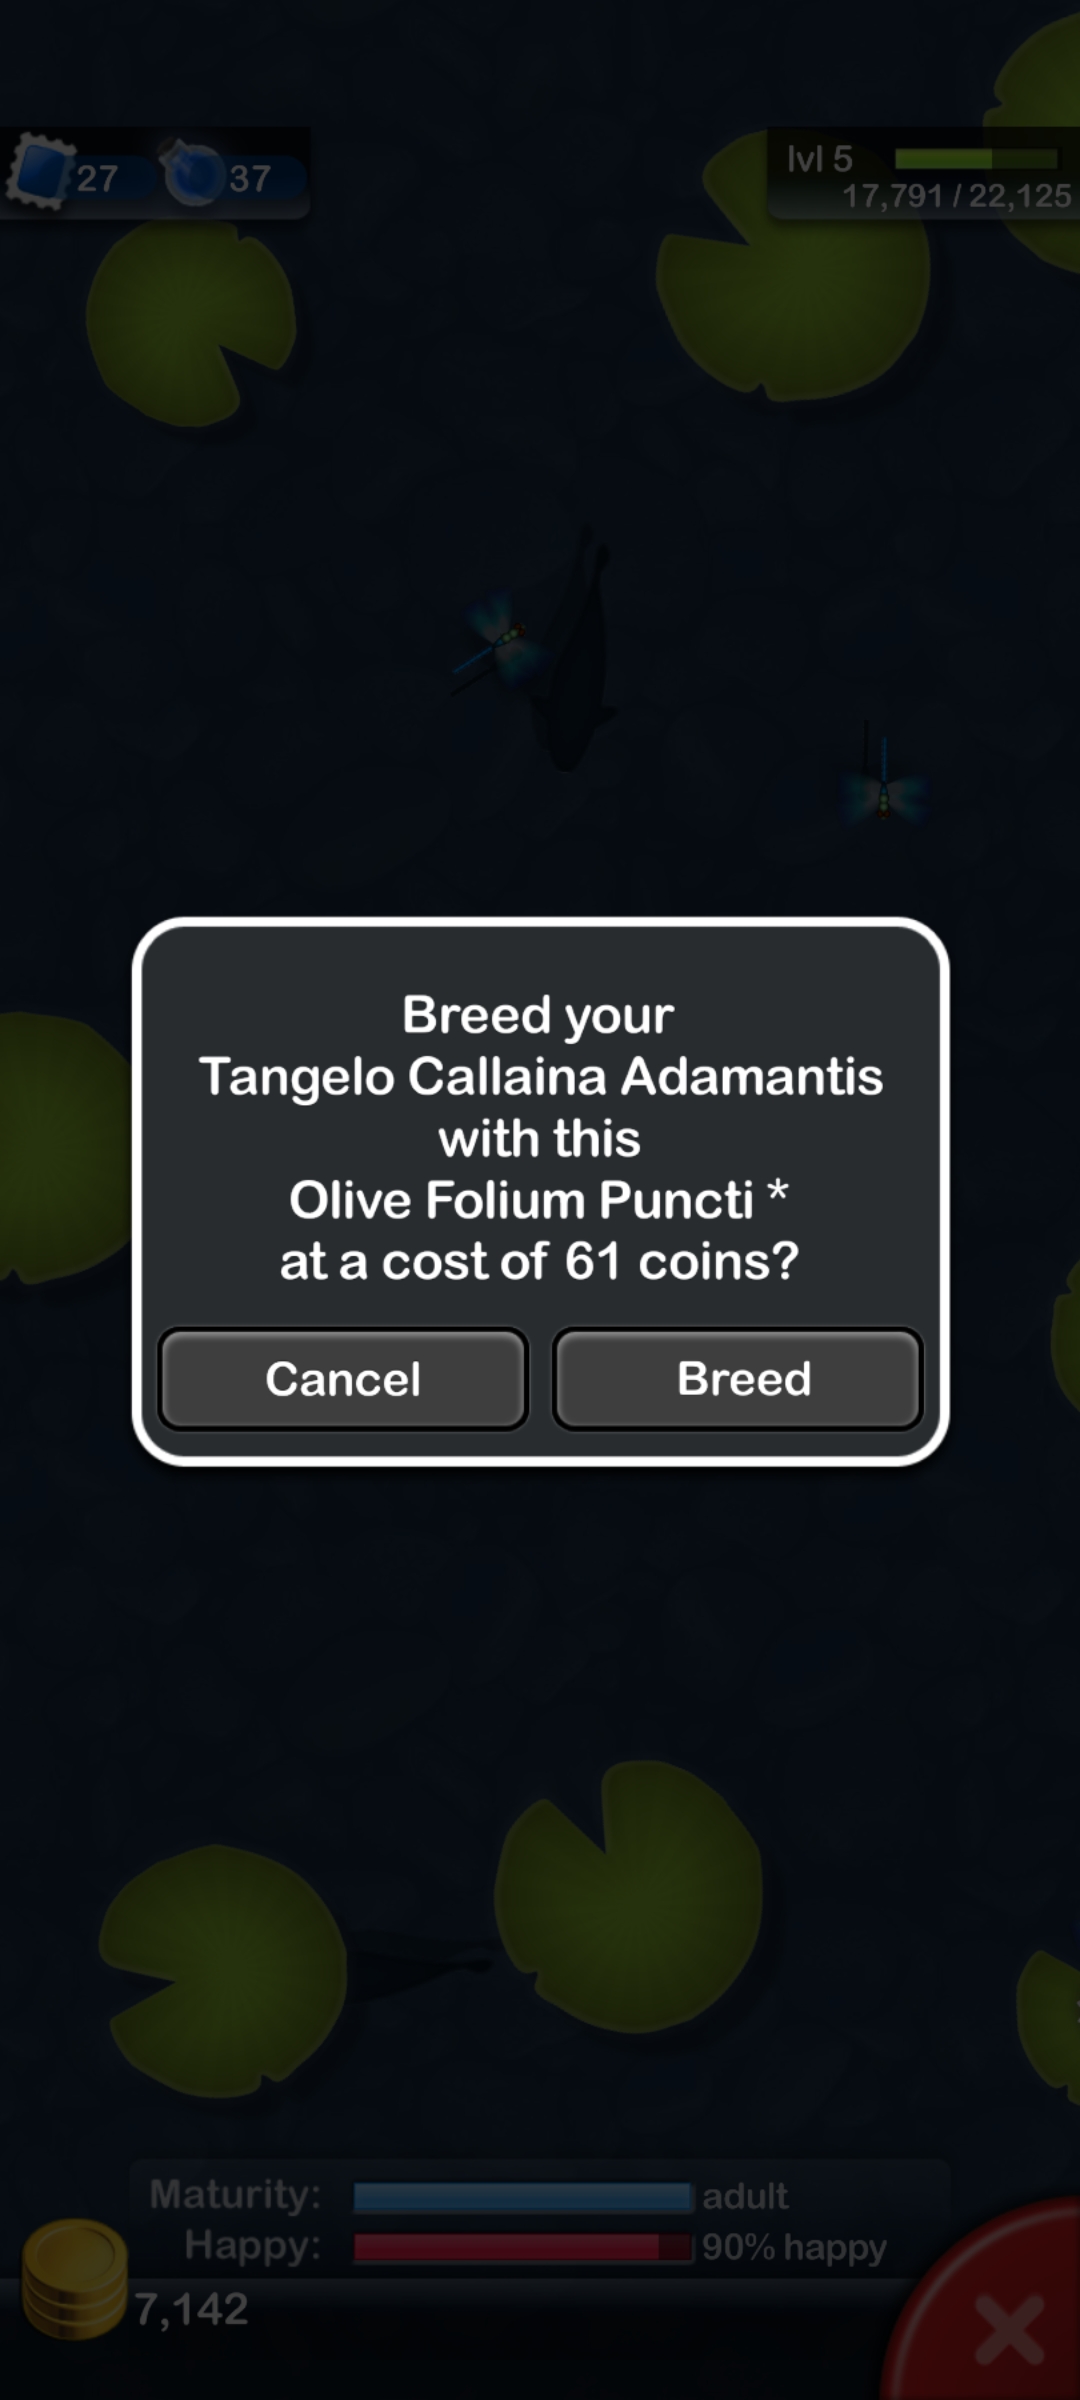 27
37
lvl 5
17,791 / 22,125
Breed your
Tangelo Callaina Adamantis
with this
Olive Folium Puncti *
at a cost of 61 coins?
Cancel
Breed
Maturity:
adult
Happy:
90% happy
7,142